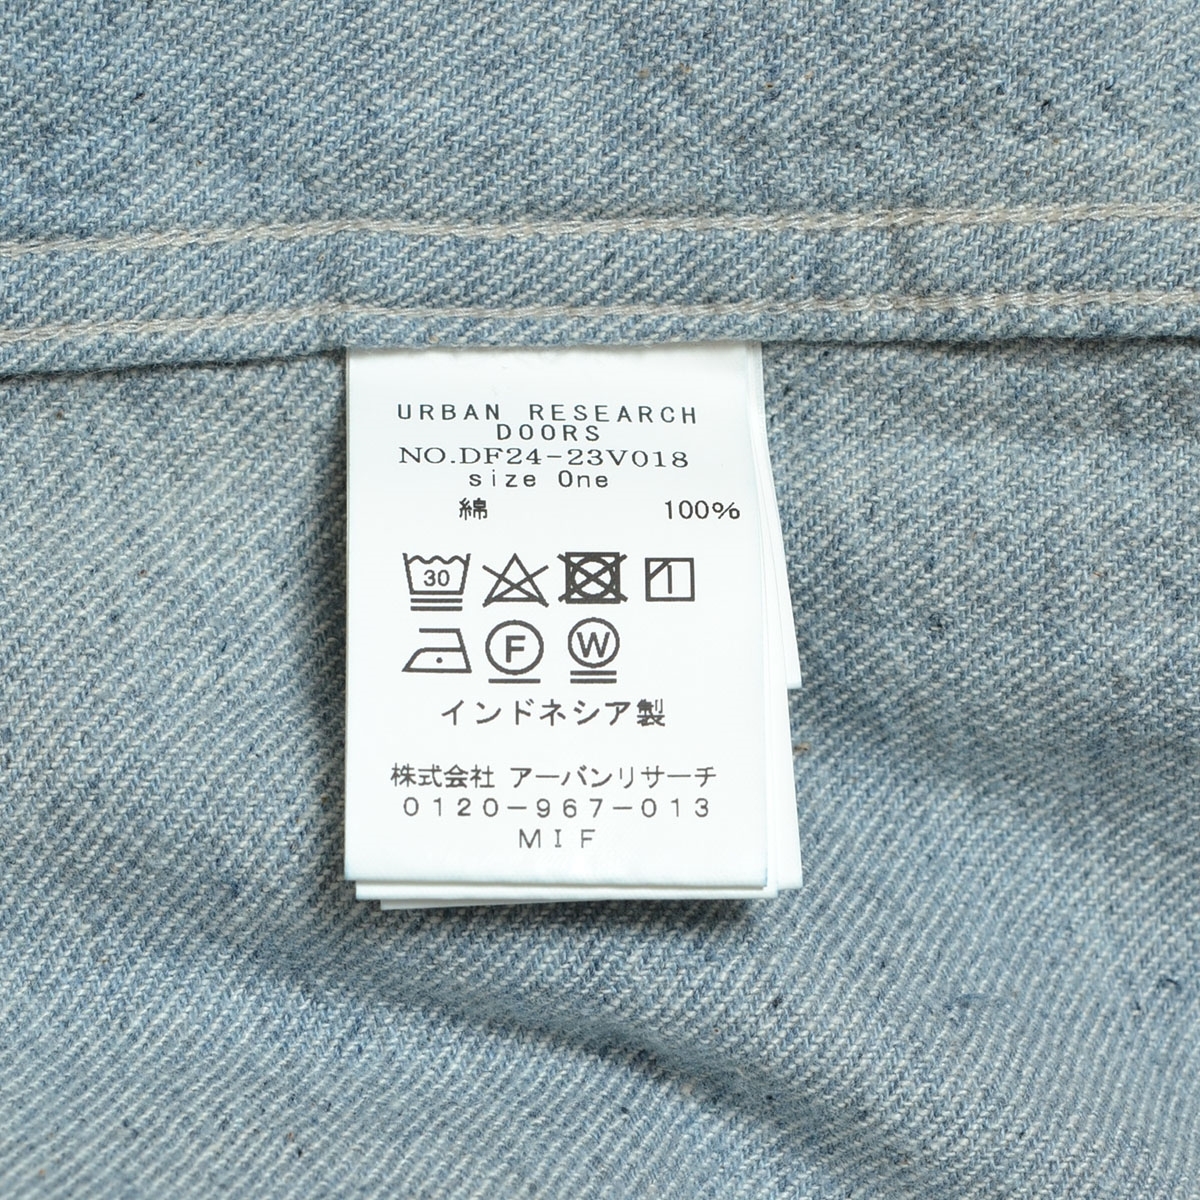 URBAN RESEARCH
DOORS
NO.DF24-23V018
size One
綿 100%
30
F W
インドネシア製
株式会社 アーバンリサーチ
0120-967-013
MIF